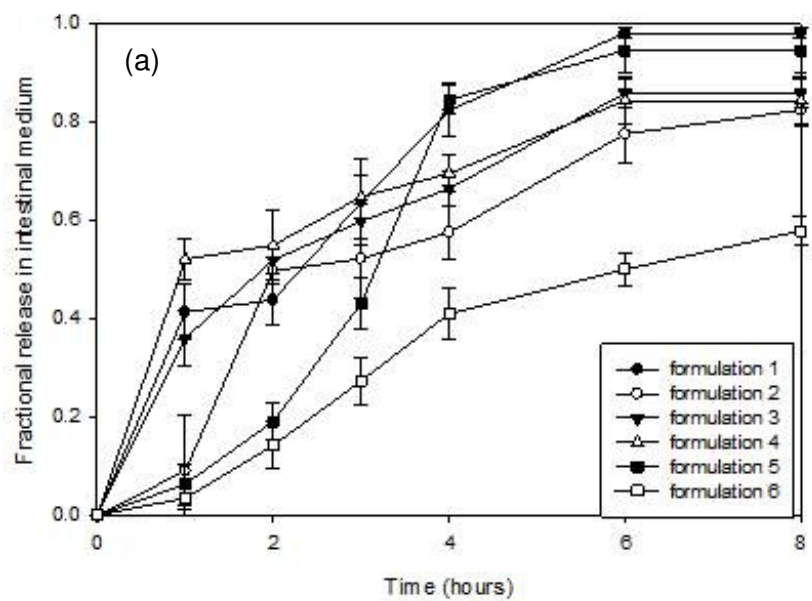 (a)
Fractional release in intestinal medium
1.0
0.8
0.6
0.4
0.2
0.0
0 2 4 6 8
Time (hours)
formulation 1
formulation 2
formulation 3
formulation 4
formulation 5
formulation 6